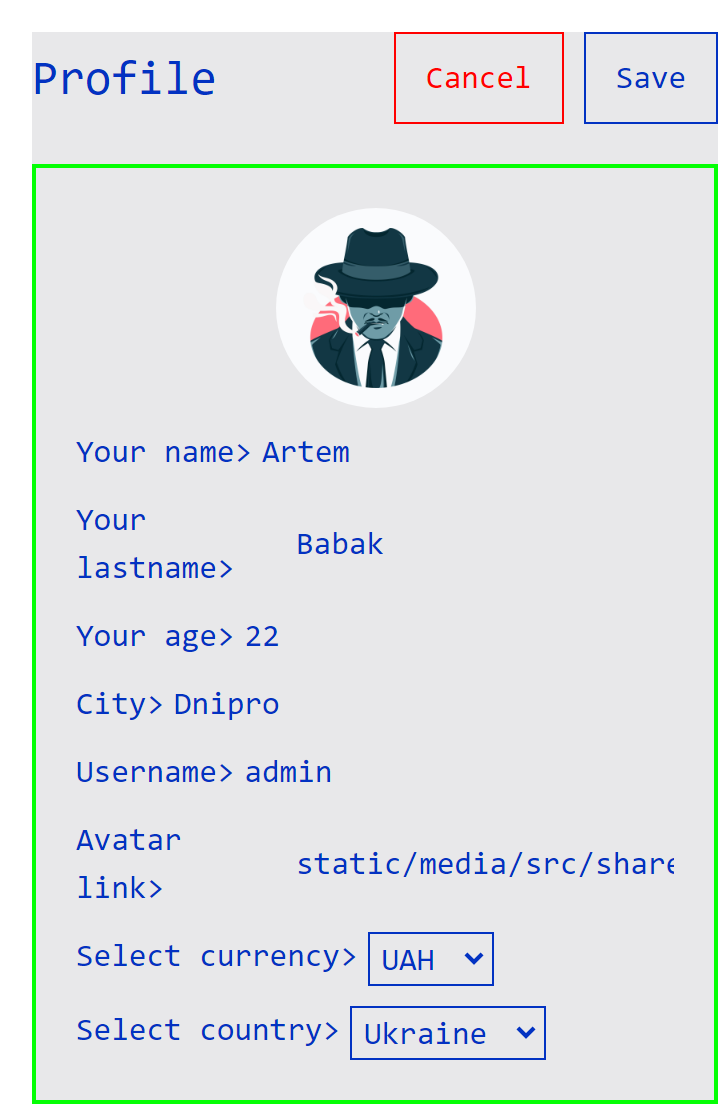 Profile
Cancel
Save
Your name> Artem
Your
lastname>
Babak
Your age> 22
City> Dnipro
Username> admin
Avatar
link>
static/media/src/share
Select currency> UAH
Select country> Ukraine